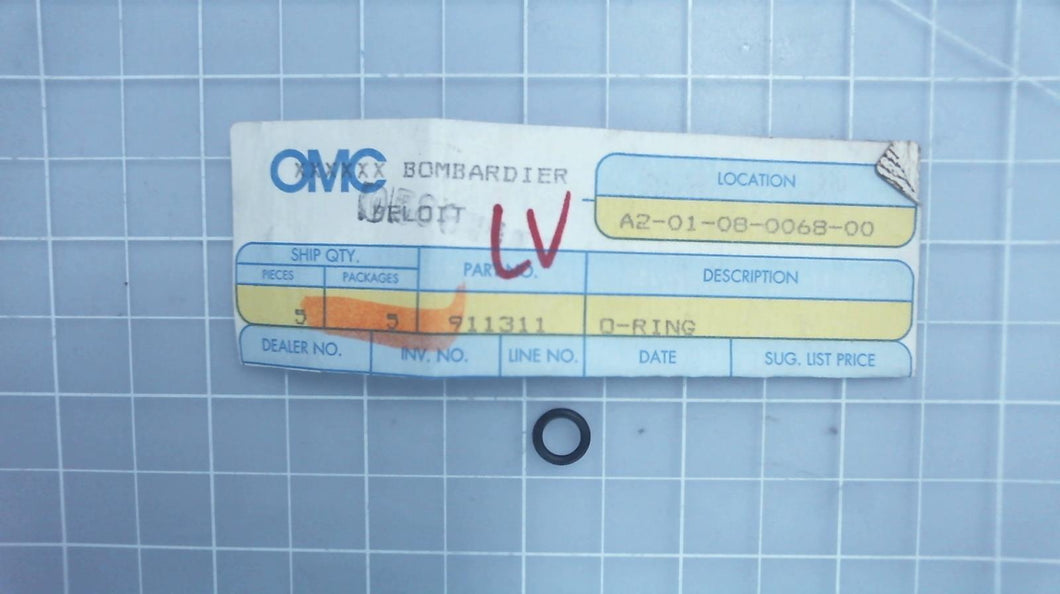 OMC XXXXXX BOMBARDIER
BELOIT
LV
LOCATION
A2-01-08-0068-00
SHIP QTY.
PIECES PACKAGES PART NO. DESCRIPTION
5 5 911311 O-RING
DEALER NO. INV. NO. LINE NO. DATE SUG. LIST PRICE